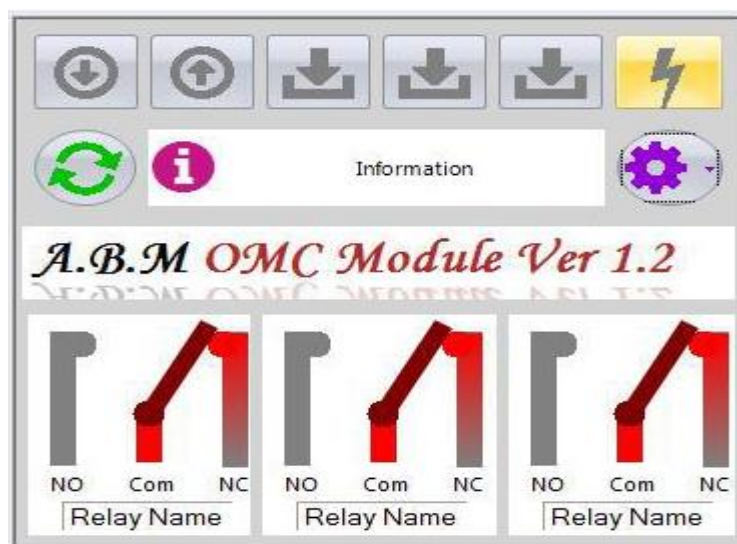 Information
A.B.M OMC Module Ver 1.2
NO Com NC
Relay Name
NO Com NC
Relay Name
NO Com NC
Relay Name